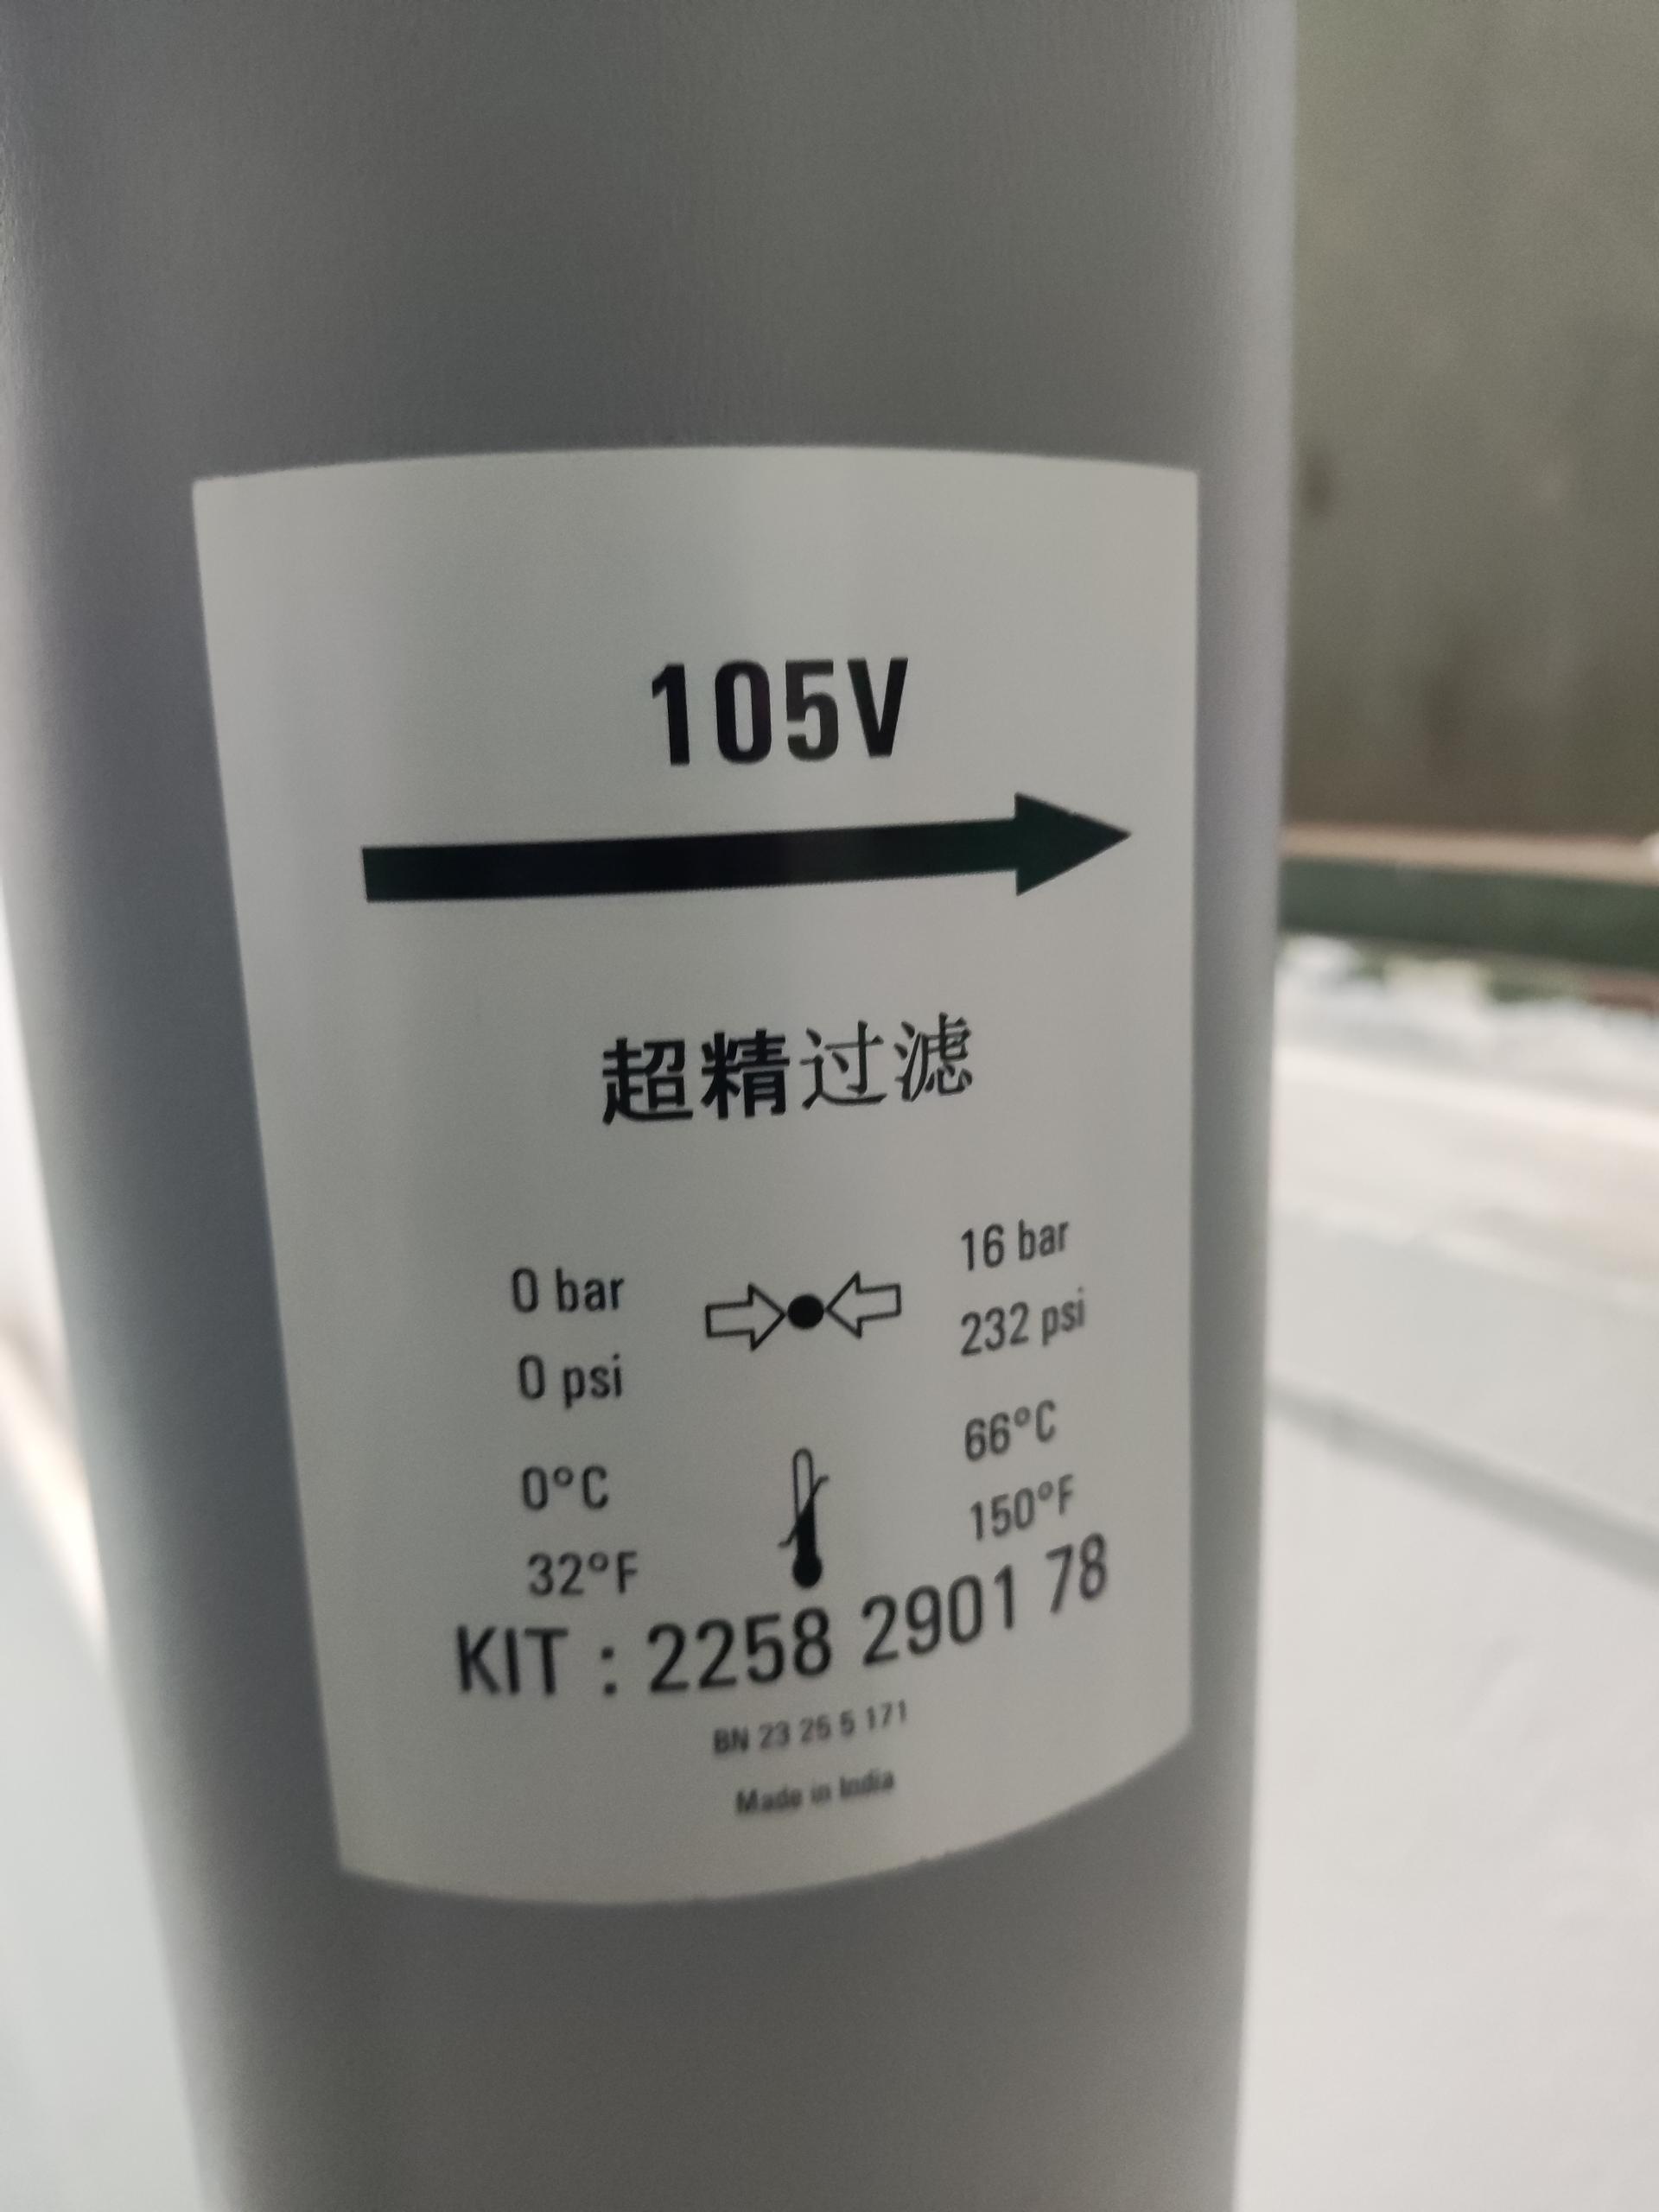 105V
超精过滤
0 bar 16 bar
0 psi 232 psi
0°C 66°C
32°F 150°F
KIT : 2258 2901 78
BN 23 25 5 171
Made in India